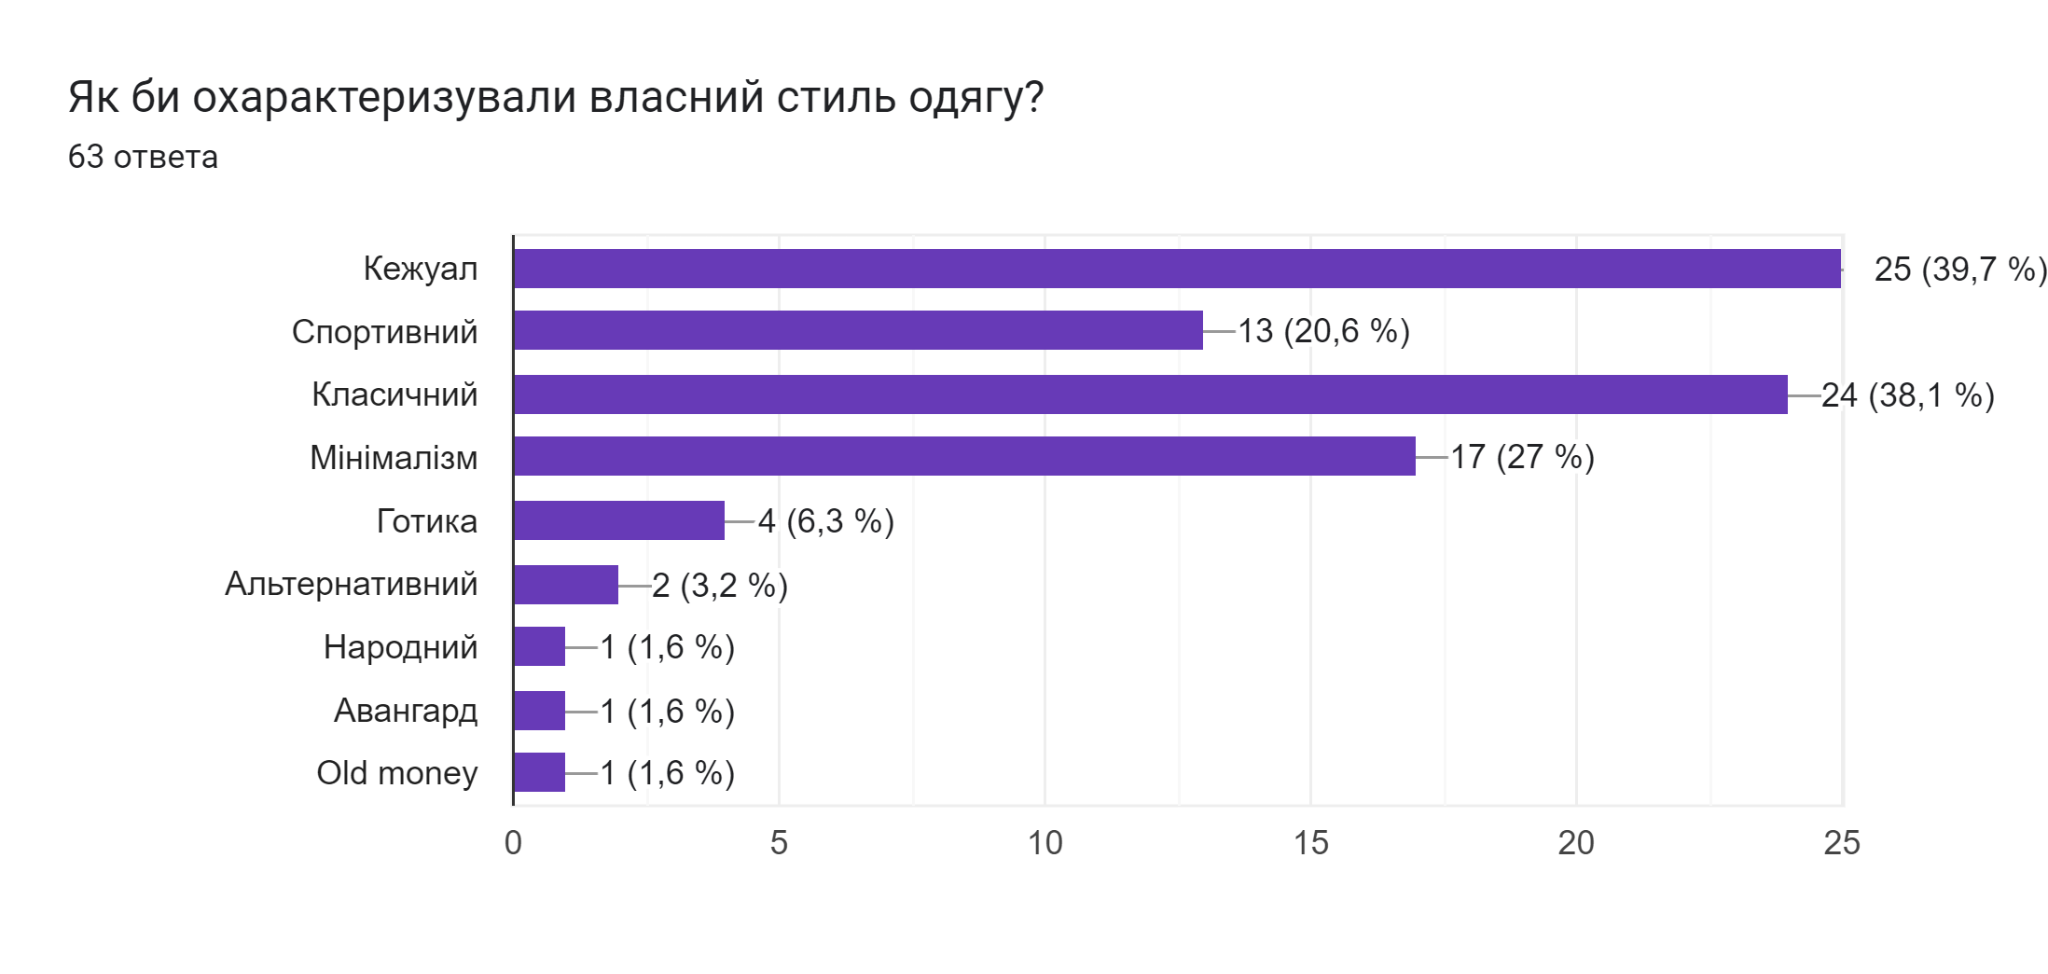 Як би охарактеризували власний стиль одягу?
63 ответа
Кежуал 25 (39,7 %)
Спортивний 13 (20,6 %)
Класичний 24 (38,1 %)
Мінімалізм 17 (27 %)
Готика 4 (6,3 %)
Альтернативний 2 (3,2 %)
Народний 1 (1,6 %)
Авангард 1 (1,6 %)
Old money 1 (1,6 %)
0 5 10 15 20 25